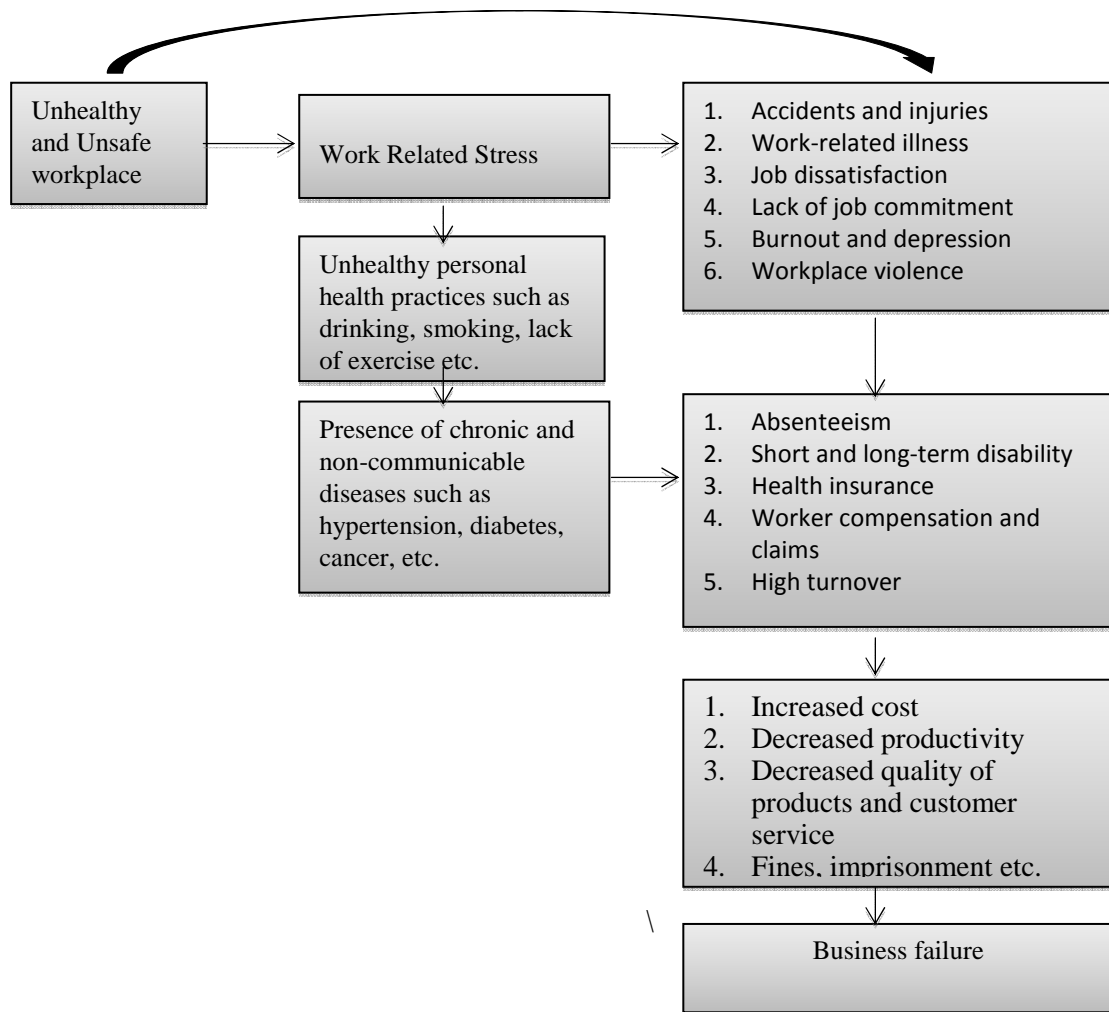 Unhealthy
and Unsafe
workplace
Work Related Stress
1. Accidents and injuries
2. Work-related illness
3. Job dissatisfaction
4. Lack of job commitment
5. Burnout and depression
6. Workplace violence
Unhealthy personal
health practices such as
drinking, smoking, lack
of exercise etc.
Presence of chronic and
non-communicable
diseases such as
hypertension, diabetes,
cancer, etc.
1. Absenteeism
2. Short and long-term disability
3. Health insurance
4. Worker compensation and
claims
5. High turnover
1. Increased cost
2. Decreased productivity
3. Decreased quality of
products and customer
service
4. Fines, imprisonment etc.
\
Business failure